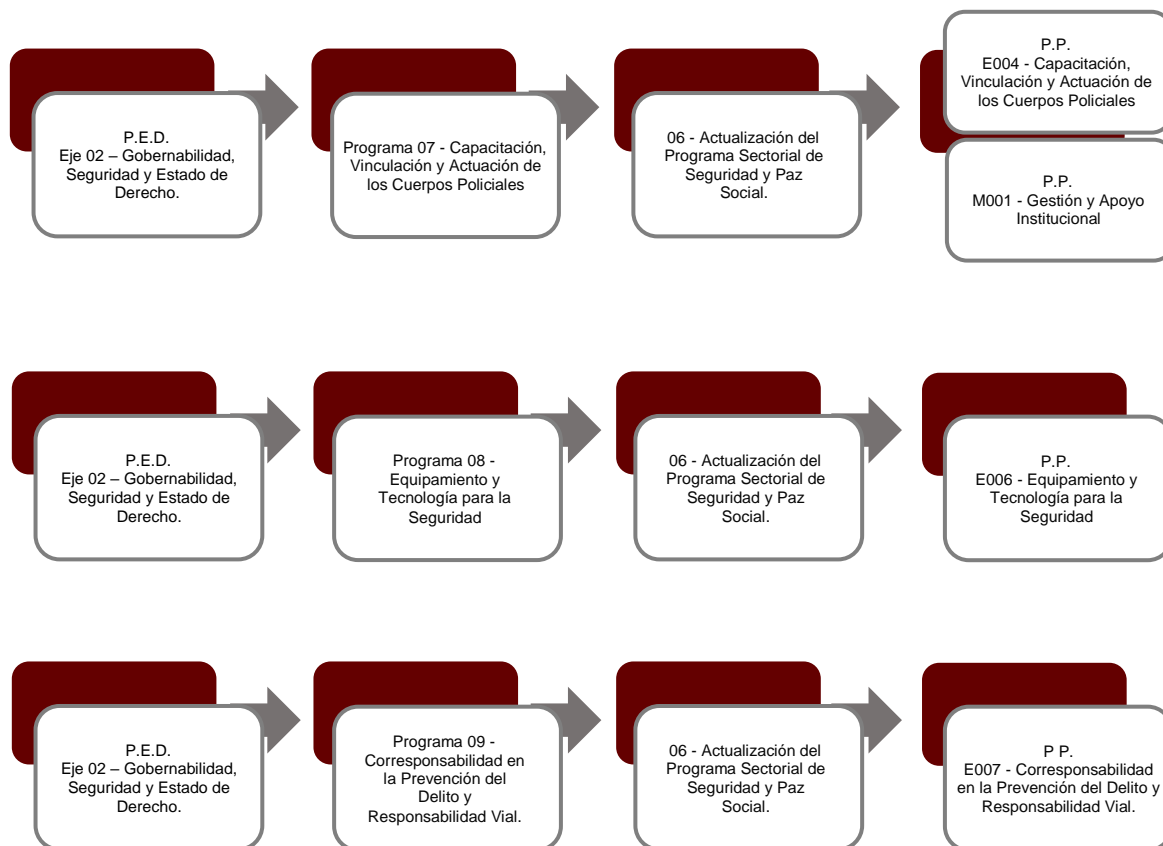 P.E.D.
Eje 02 – Gobernabilidad,
Seguridad y Estado de
Derecho.
Programa 07 - Capacitación,
Vinculación y Actuación de
los Cuerpos Policiales
06 - Actualización del
Programa Sectorial de
Seguridad y Paz
Social.
P.P.
E004 - Capacitación,
Vinculación y Actuación de
los Cuerpos Policiales
P.P.
M001 - Gestión y Apoyo
Institucional
P.E.D.
Eje 02 – Gobernabilidad,
Seguridad y Estado de
Derecho.
Programa 08 -
Equipamiento y
Tecnología para la
Seguridad
06 - Actualización del
Programa Sectorial de
Seguridad y Paz
Social.
P.P.
E006 - Equipamiento y
Tecnología para la
Seguridad
P.E.D.
Eje 02 – Gobernabilidad,
Seguridad y Estado de
Derecho.
Programa 09 -
Corresponsabilidad en
la Prevención del
Delito y
Responsabilidad Vial.
06 - Actualización del
Programa Sectorial de
Seguridad y Paz
Social.
P P.
E007 - Corresponsabilidad
en la Prevención del Delito y
Responsabilidad Vial.